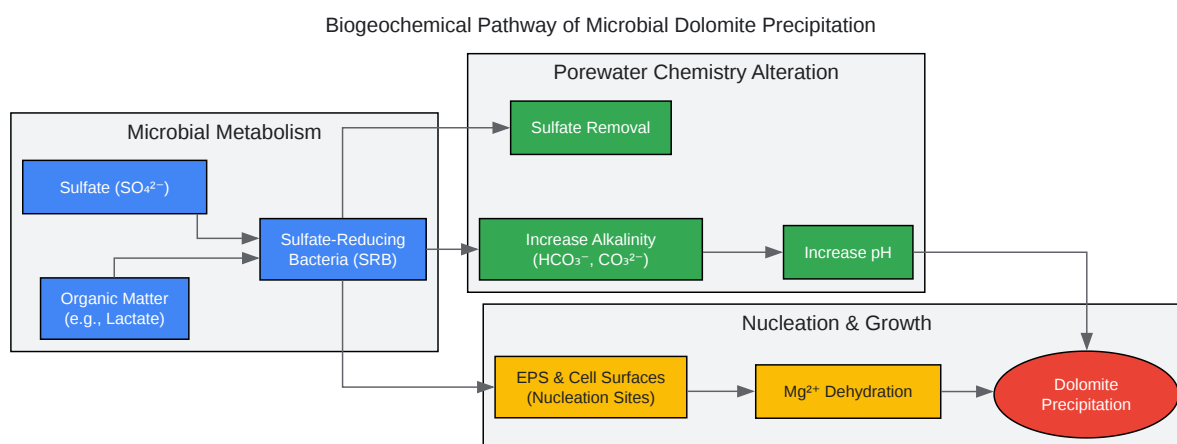 Biogeochemical Pathway of Microbial Dolomite Precipitation
Porewater Chemistry Alteration
Sulfate Removal
Microbial Metabolism
Sulfate (SO₄²⁻)
Sulfate-Reducing
Bacteria (SRB)
Organic Matter
(e.g., Lactate)
Increase Alkalinity
(HCO₃⁻, CO₃²⁻)
Increase pH
Nucleation & Growth
EPS & Cell Surfaces
(Nucleation Sites)
Mg²⁺ Dehydration
Dolomite
Precipitation